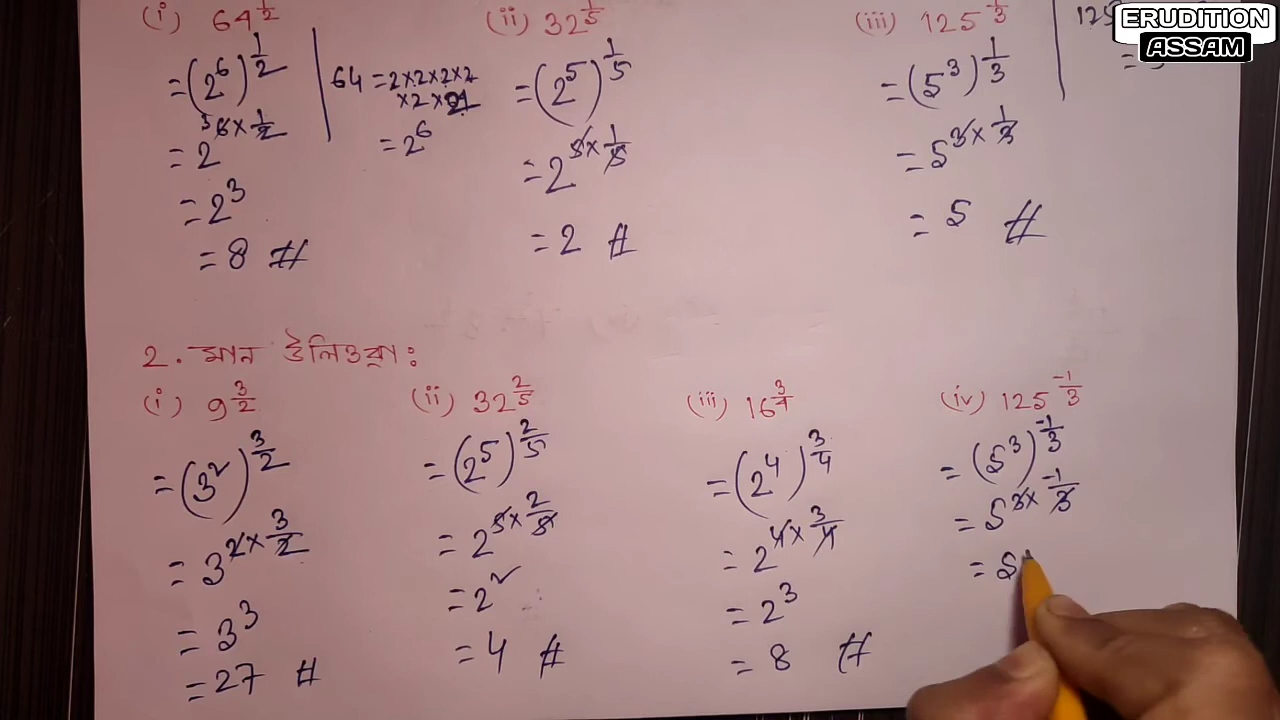 ERUDITION
ASSAM
(i) 64^{1/2}
= (2^6)^{1/2}
= 2^{6×1/2} 3
= 2^3
= 8 #
64 = 2×2×2×2
×2×2
= 2^6
(ii) 32^{1/5}
= (2^5)^{1/5}
= 2^{5×1/5}
= 2 #
(iii) 125^{1/3}
= (5^3)^{1/3}
= 5^{3×1/3}
= 5 #
2. মান উলিওৱা:
(i) 9^{3/2}
= (3^2)^{3/2}
= 3^{2×3/2}
= 3^3
= 27 #
(ii) 32^{2/5}
= (2^5)^{2/5}
= 2^{5×2/5}
= 2^2
= 4 #
(iii) 16^{3/4}
= (2^4)^{3/4}
= 2^{4×3/4}
= 2^3
= 8 #
(iv) 125^{-1/3}
= (5^3)^{-1/3}
= 5^{3×-1/3}
= 5